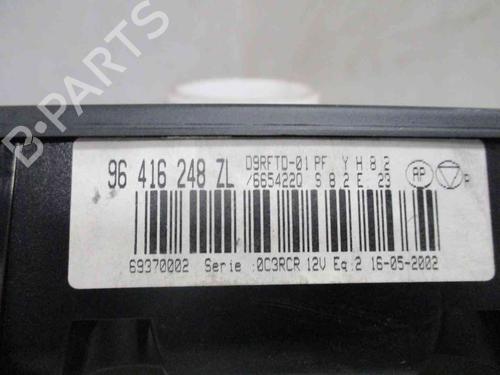 96 416 248 ZL
D9RFTD-01 PF Y H 8 2
/6654220 S 8 2 E 23
AP
P
69370002 Serie :0C3RCR 12V Eq:2 16-05-2002
B-PARTS